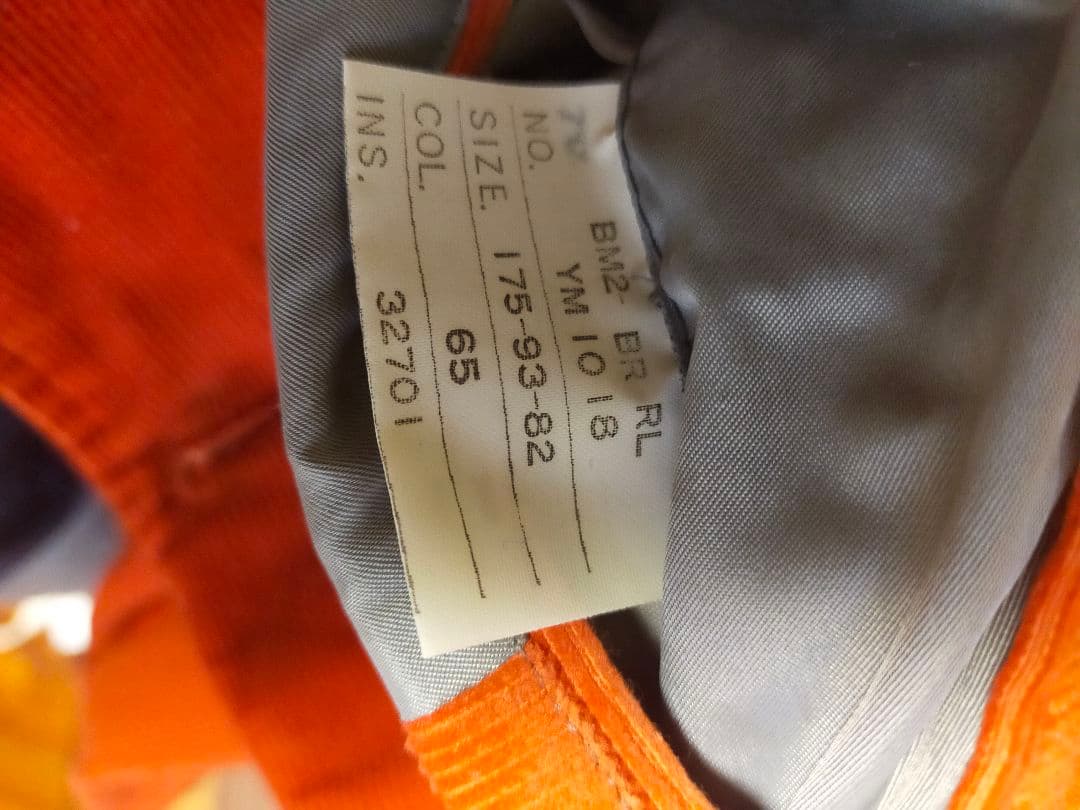 BM2- BR RL
NO. YM 1018
SIZE. 175-93-82
COL. 65
INS. 32701